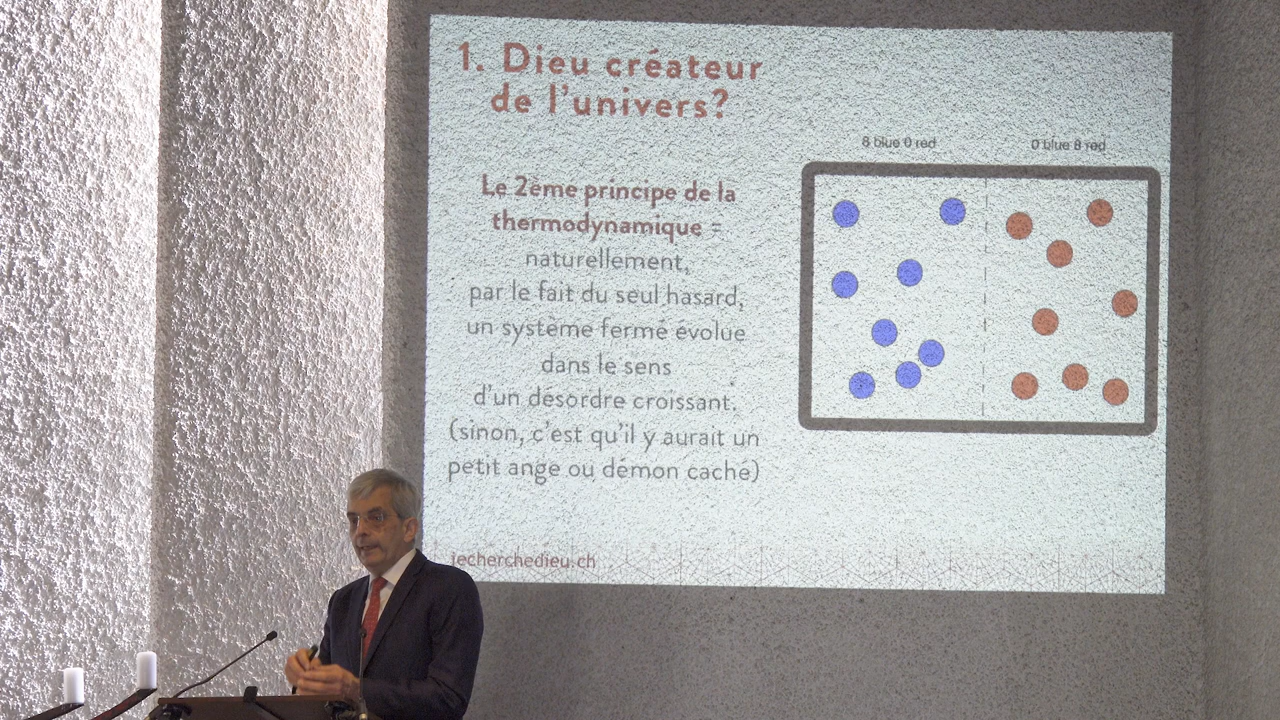 1. Dieu créateur
de l'univers?
8 blue 0 red
0 blue 8 red
Le 2ème principe de la
thermodynamique =
naturellement,
par le fait du seul hasard,
un système fermé évolue
dans le sens
d'un désordre croissant.
(sinon, c'est qu'il y aurait un
petit ange ou démon caché)
jecherchedieu.ch